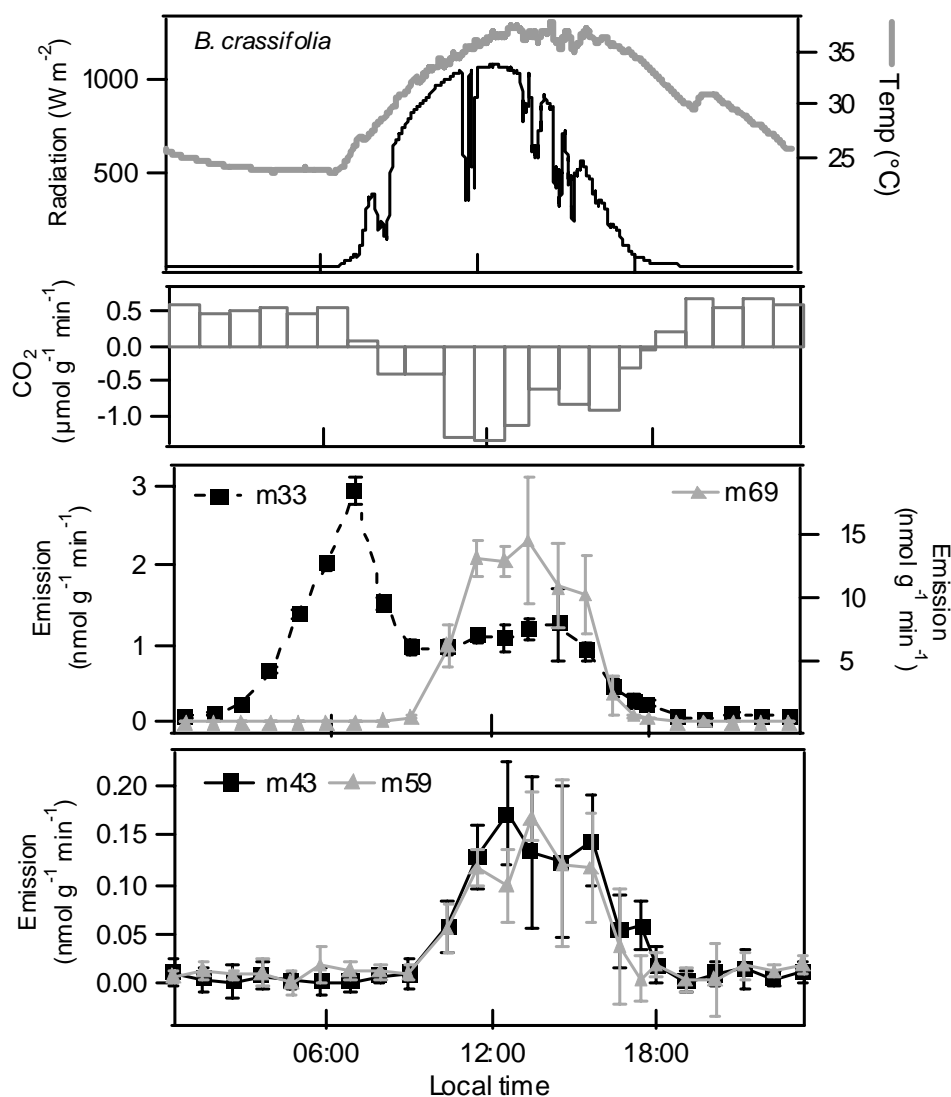 B. crassifolia
Radiation (W m-2)
1000
500
35
30
25
Temp (°C)
CO2
(μmol g-1 min-1)
0.5
0.0
-0.5
-1.0
m33
m69
Emission
(nmol g-1 min-1)
3
2
1
0
15
10
5
Emission
(nmol g-1 min-1)
m43
m59
Emission
(nmol g-1 min-1)
0.20
0.15
0.10
0.05
0.00
06:00
12:00
18:00
Local time